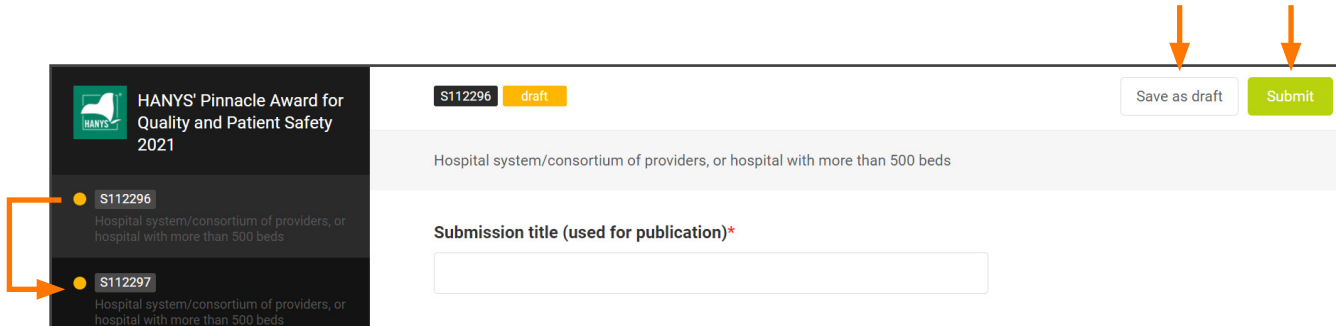 HANYS
HANYS' Pinnacle Award for
Quality and Patient Safety
2021
S112296
Hospital system/consortium of providers, or
hospital with more than 500 beds
S112297
Hospital system/consortium of providers, or
hospital with more than 500 beds
S112296 draft
Save as draft Submit
Hospital system/consortium of providers, or hospital with more than 500 beds
Submission title (used for publication)*